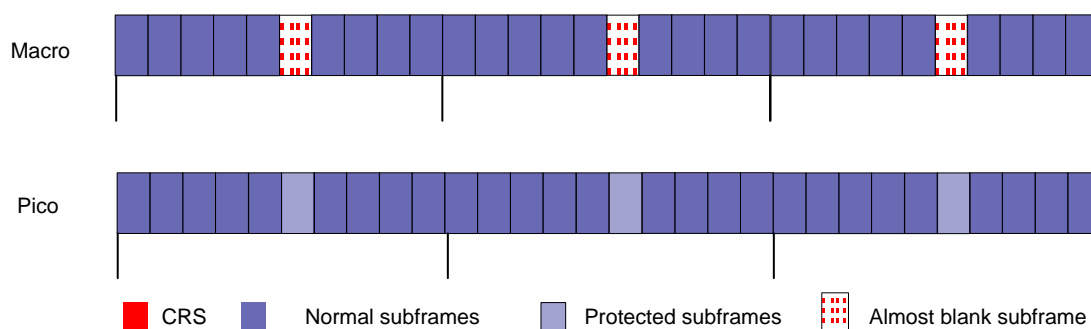 Macro
Pico
CRS
Normal subframes
Protected subframes
Almost blank subframe